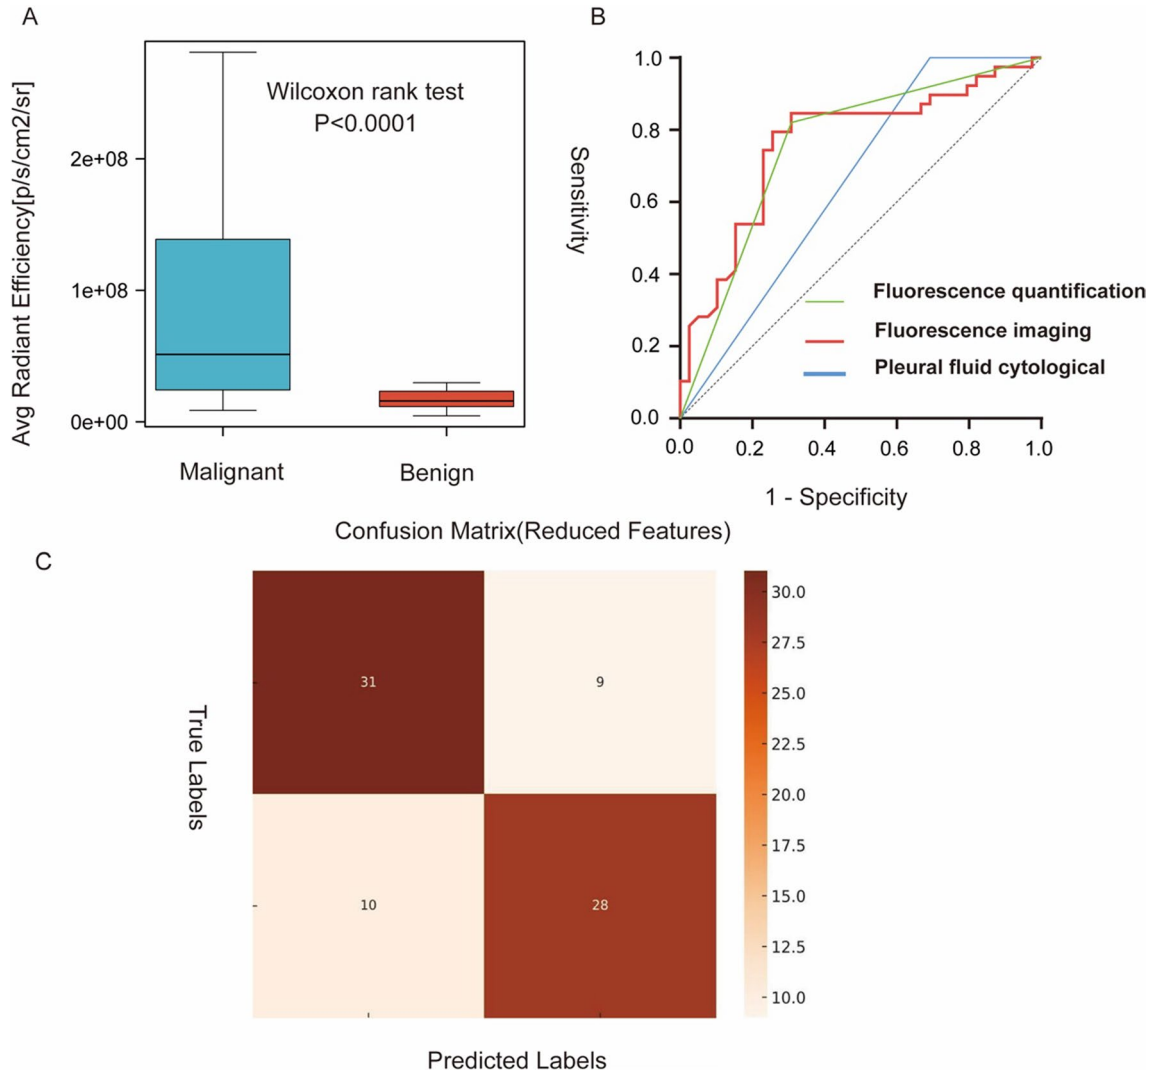 A
Avg Radiant Efficiency[p/s/cm2/sr]
2e+08
1e+08
0e+00
Wilcoxon rank test
P<0.0001
Malignant
Benign
B
Sensitivity
1.0
0.8
0.6
0.4
0.2
0.0
Fluorescence quantification
Fluorescence imaging
Pleural fluid cytological
0.0 0.2 0.4 0.6 0.8 1.0
1 - Specificity
Confusion Matrix(Reduced Features)
C
True Labels
31 9
10 28
30.0
27.5
25.0
22.5
20.0
17.5
15.0
12.5
10.0
Predicted Labels